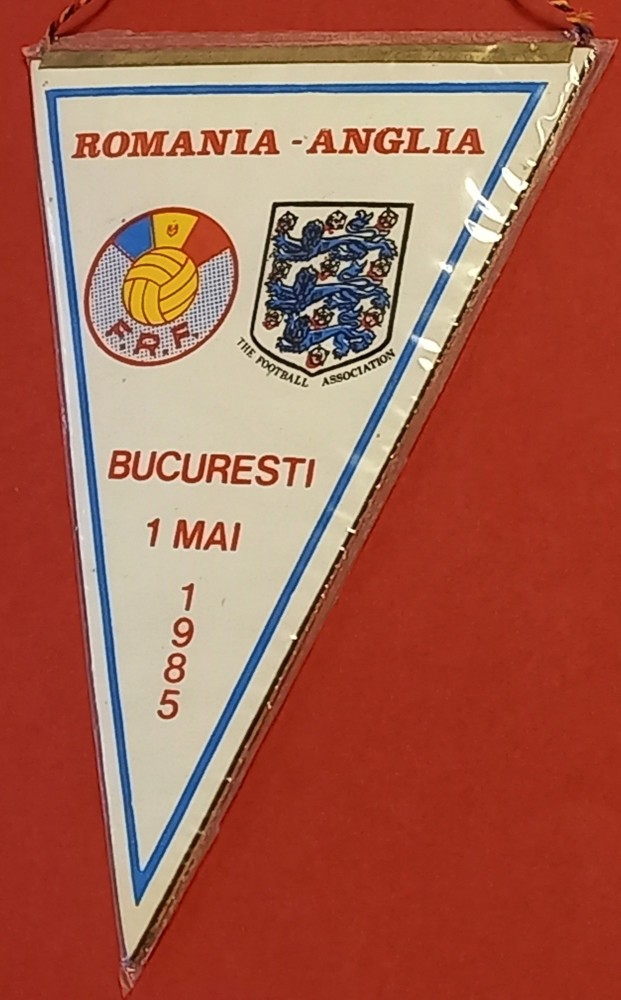 ROMANIA - ANGLIA
F.R.F.
THE FOOTBALL ASSOCIATION
BUCURESTI
1 MAI
1
9
8
5